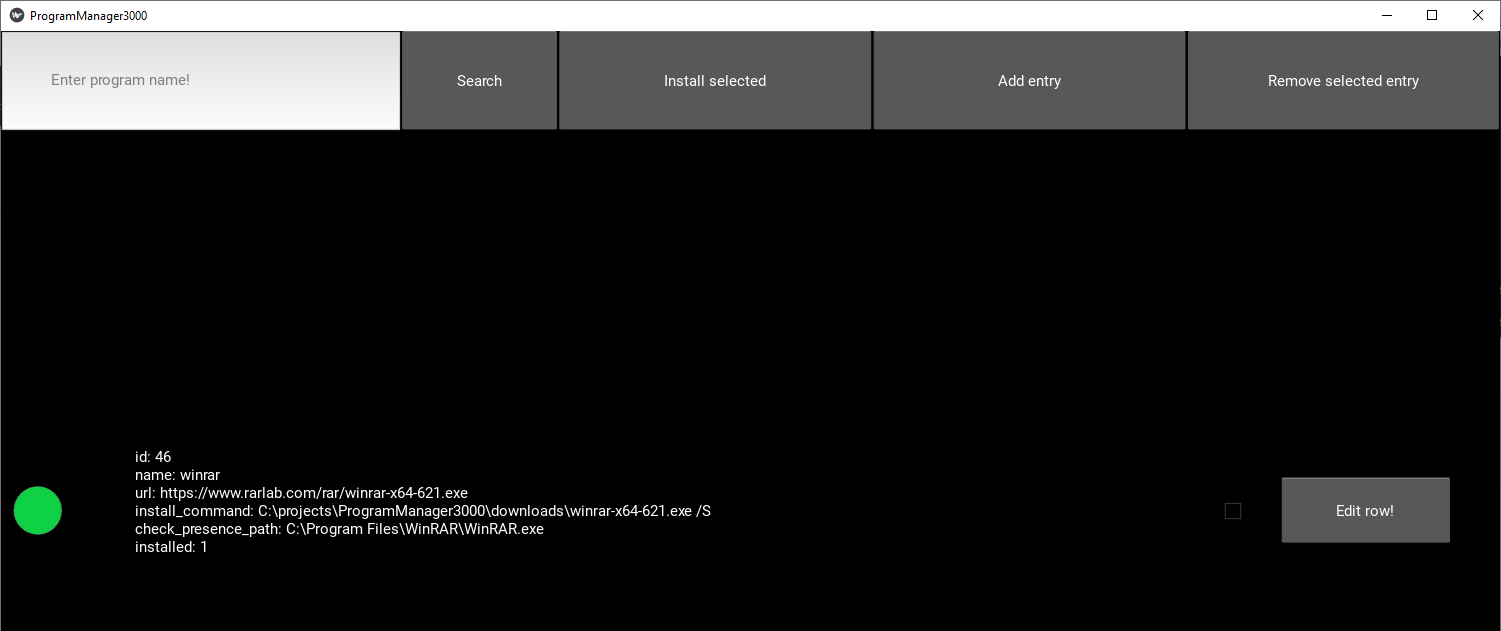 ProgramManager3000
Enter program name!
Search
Install selected
Add entry
Remove selected entry
id: 46
name: winrar
url: https://www.rarlab.com/rar/winrar-x64-621.exe
install_command: C:\projects\ProgramManager3000\downloads\winrar-x64-621.exe /S
check_presence_path: C:\Program Files\WinRAR\WinRAR.exe
installed: 1
Edit row!